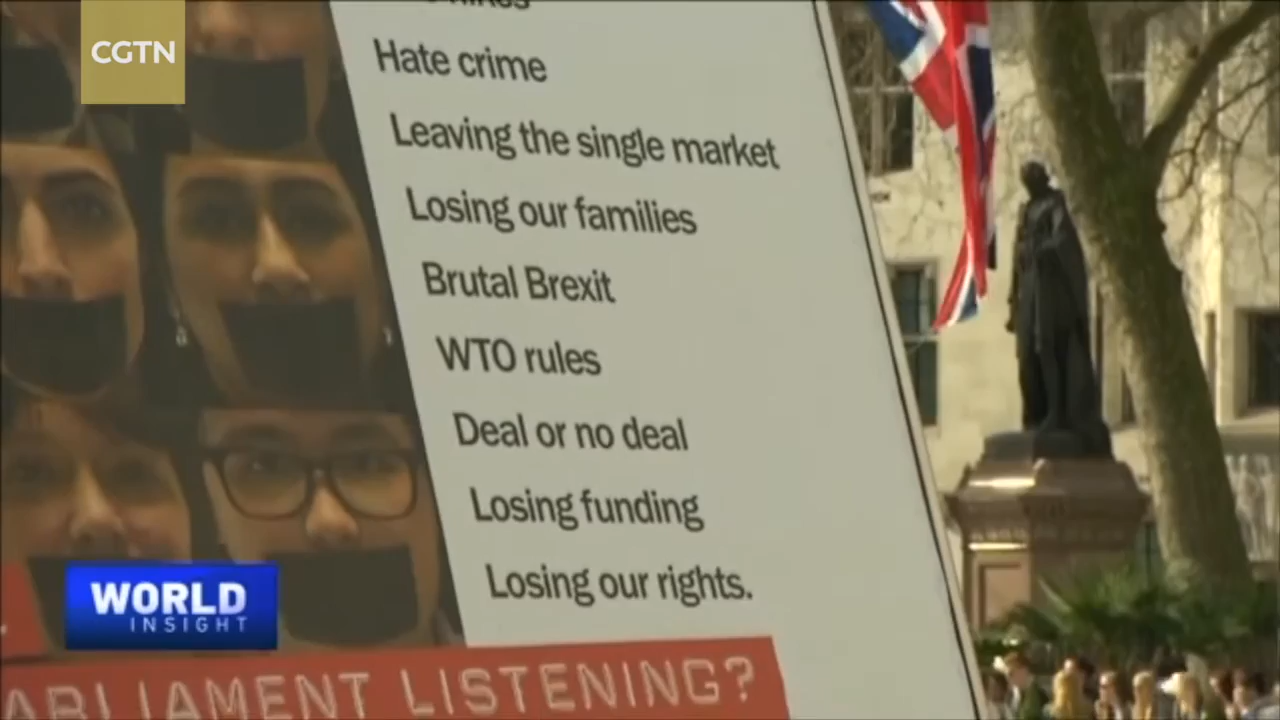 CGTN
Hate crime
Leaving the single market
Losing our families
Brutal Brexit
WTO rules
Deal or no deal
Losing funding
Losing our rights.
LISTENING?
WORLD
INSIGHT